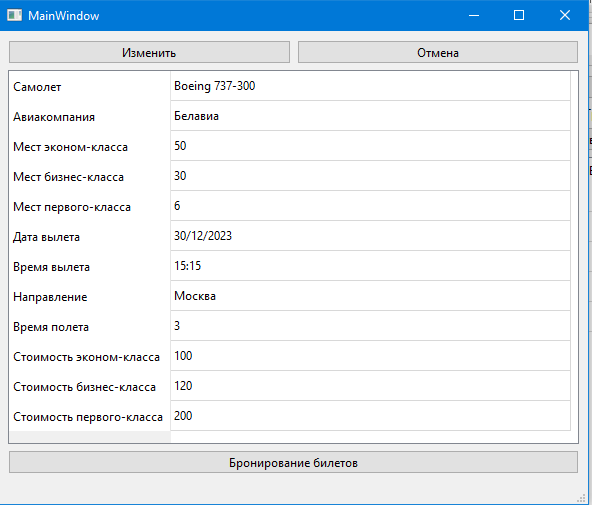 MainWindow
Изменить Отмена
Самолет Boeing 737-300
Авиакомпания Белавиа
Мест эконом-класса 50
Мест бизнес-класса 30
Мест первого-класса 6
Дата вылета 30/12/2023
Время вылета 15:15
Направление Москва
Время полета 3
Стоимость эконом-класса 100
Стоимость бизнес-класса 120
Стоимость первого-класса 200
Бронирование билетов